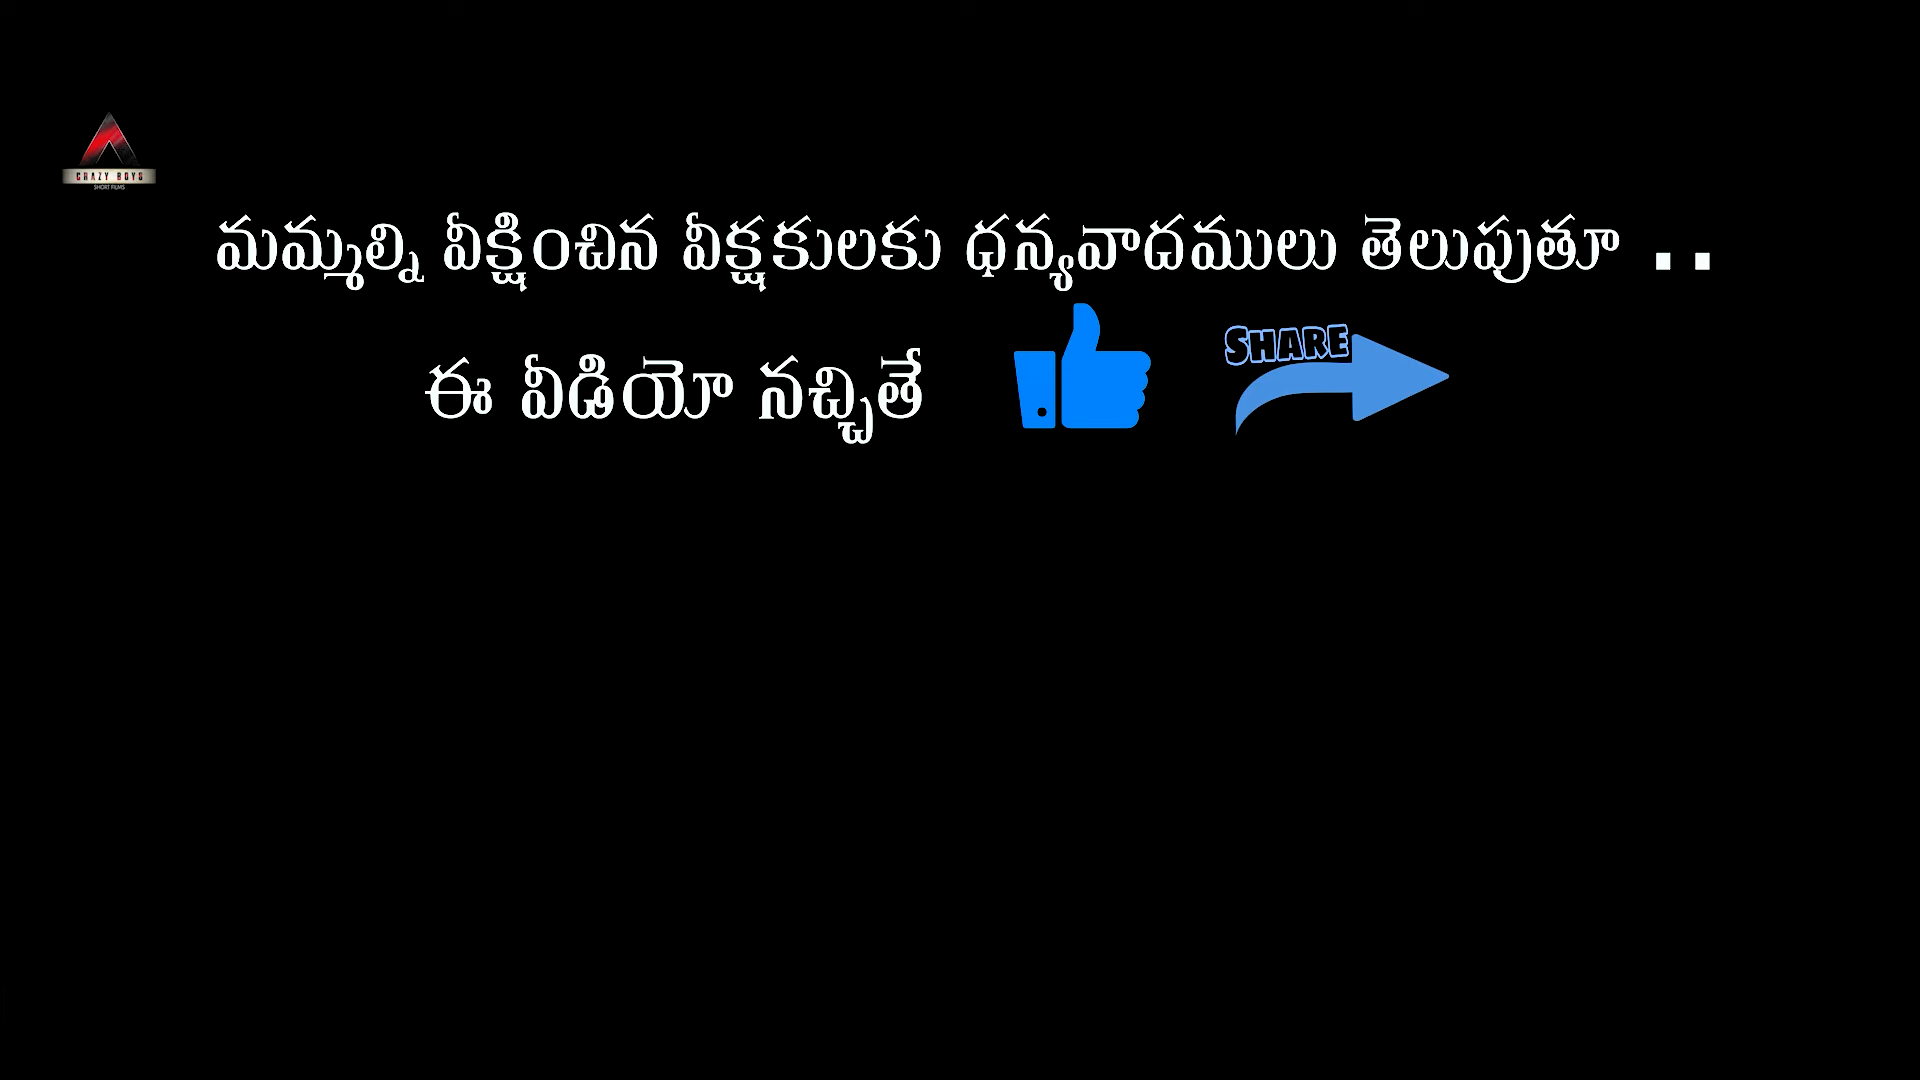 CRAZY BOYS
SHORT FILMS
మమ్మల్ని వీక్షించిన వీక్షకులకు ధన్యవాదములు తెలుపుతూ ..
ఈ వీడియో నచ్చితే SHARE